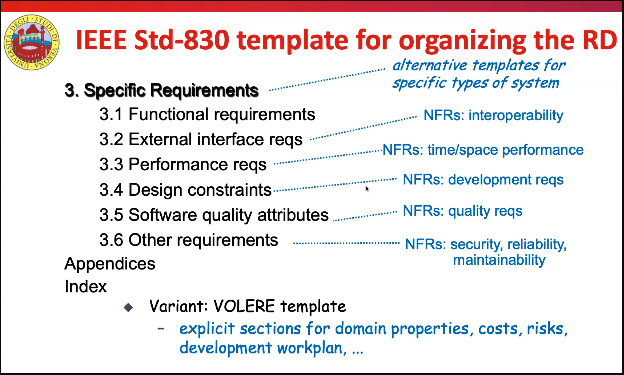 IEEE Std-830 template for organizing the RD
alternative templates for
specific types of system
3. Specific Requirements
3.1 Functional requirements
3.2 External interface reqs
NFRs: interoperability
3.3 Performance reqs
NFRs: time/space performance
3.4 Design constraints
NFRs: development reqs
3.5 Software quality attributes
NFRs: quality reqs
3.6 Other requirements
NFRs: security, reliability,
maintainability
Appendices
Index
Variant: VOLERE template
– explicit sections for domain properties, costs, risks,
development workplan, ...